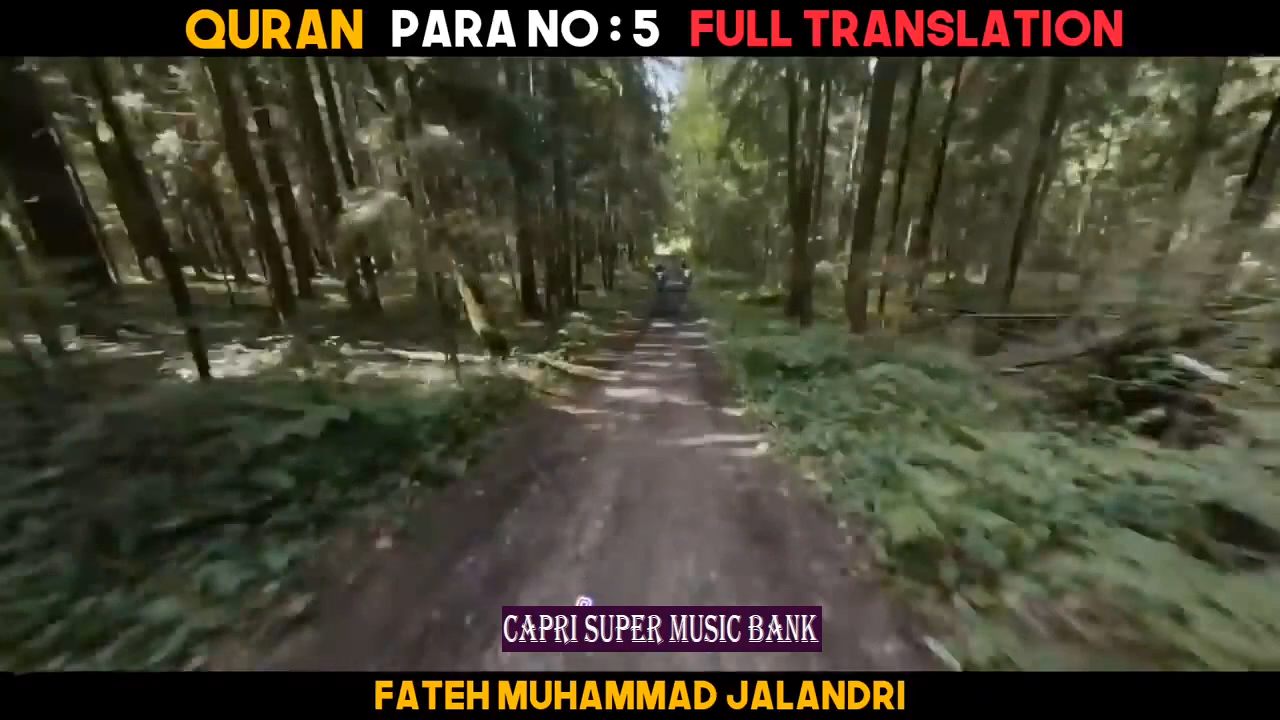 QURAN PARA NO : 5 FULL TRANSLATION
CAPRI SUPER MUSIC BANK
FATEH MUHAMMAD JALANDRI